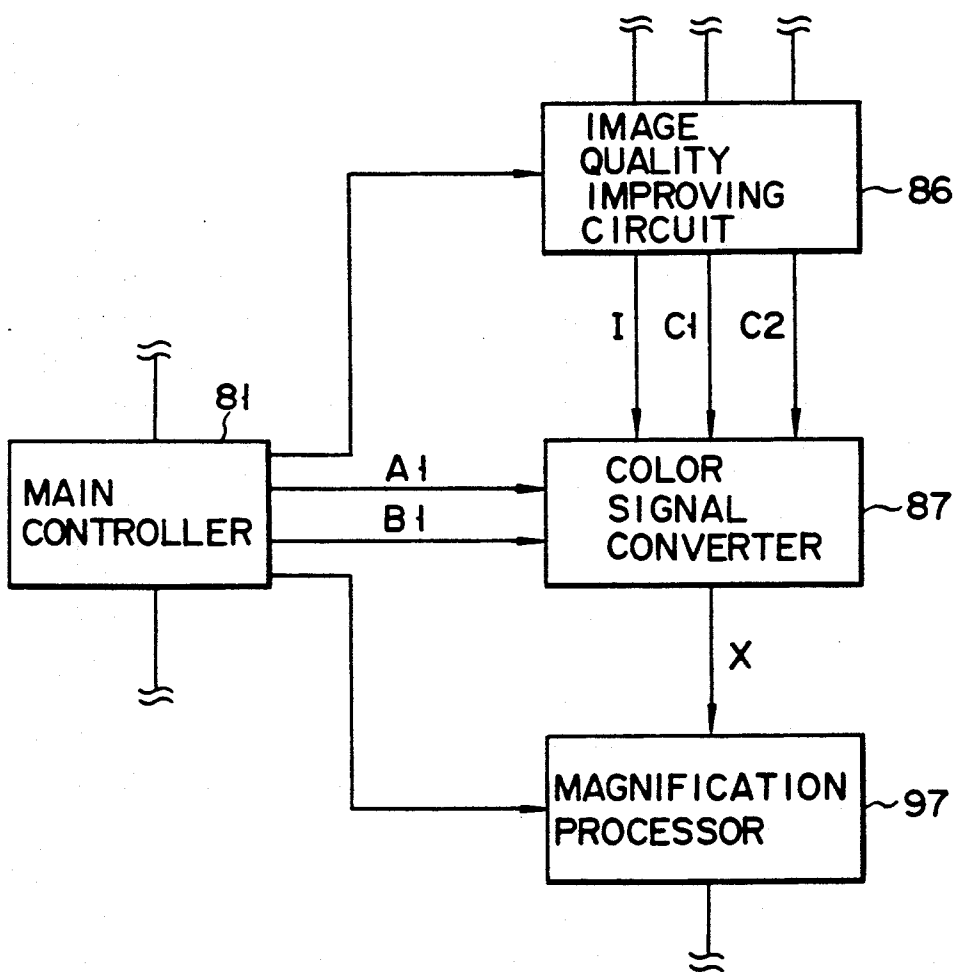 IMAGE
QUALITY
IMPROVING
CIRCUIT
86
I C1 C2
81
MAIN
CONTROLLER
A1
B1
COLOR
SIGNAL
CONVERTER
87
X
MAGNIFICATION
PROCESSOR
97